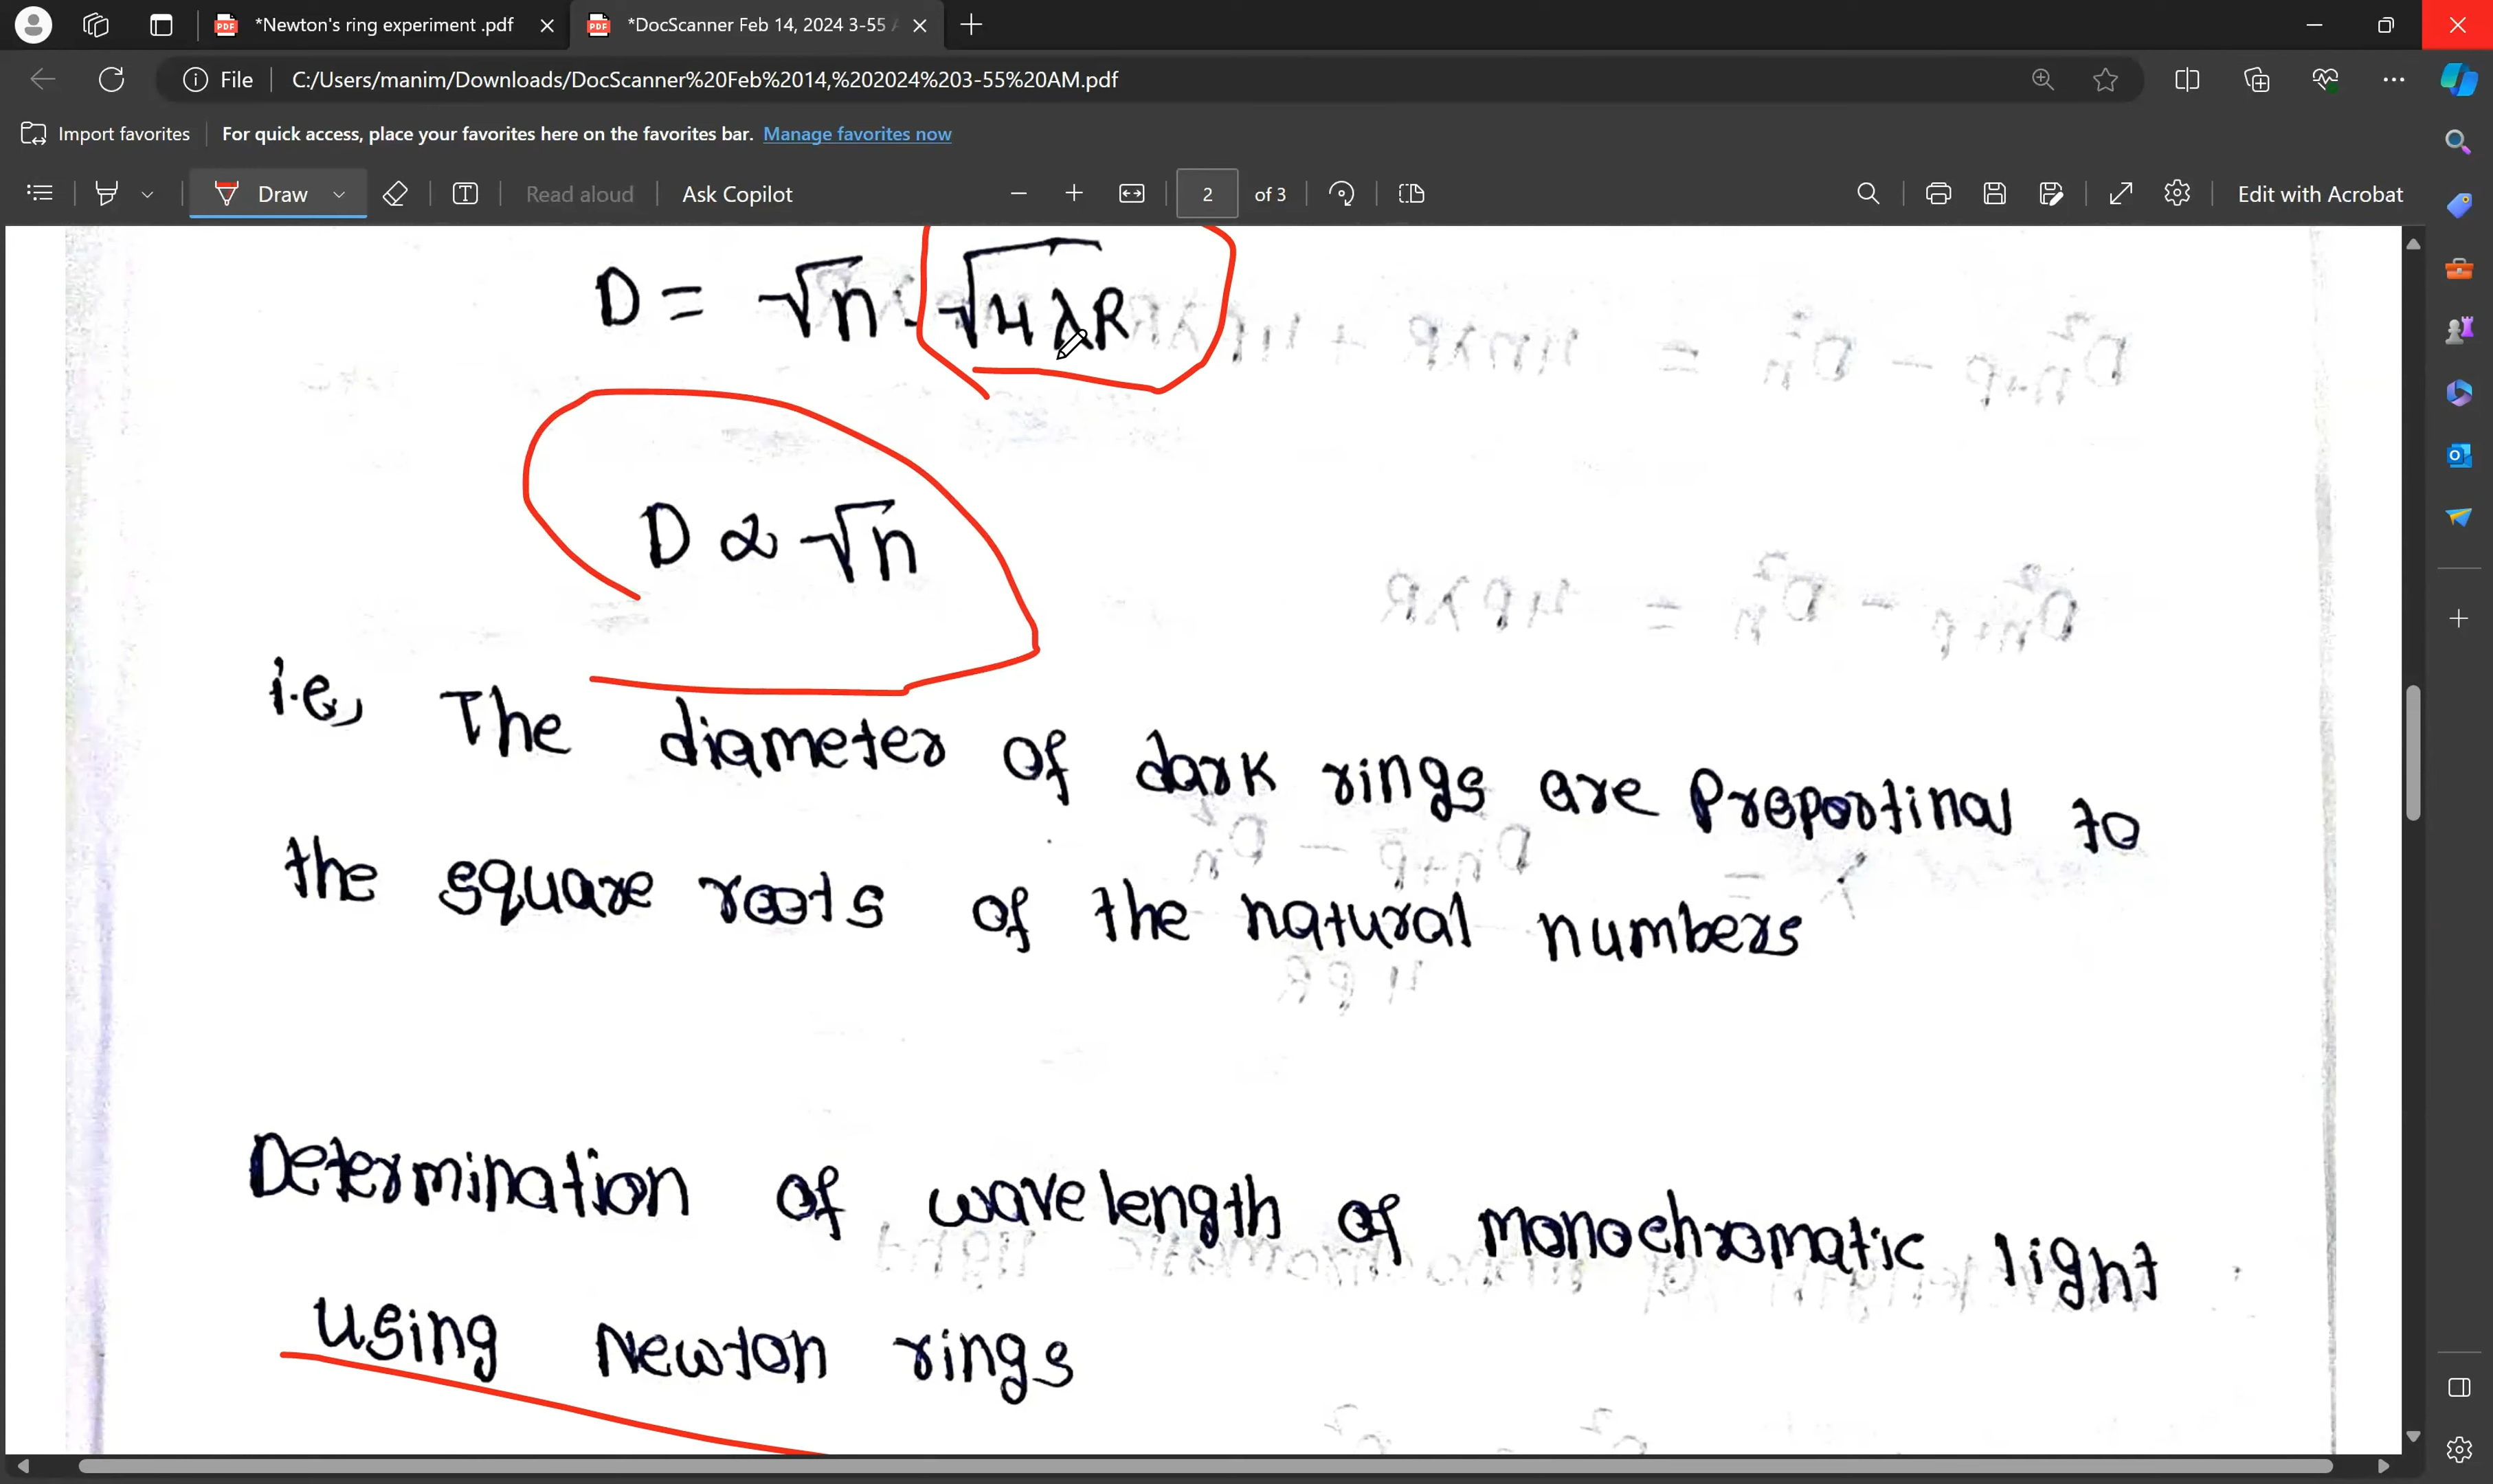 *Newton's ring experiment .pdf
*DocScanner Feb 14, 2024 3-55 A
File
C:/Users/manim/Downloads/DocScanner%20Feb%2014,%202024%203-55%20AM.pdf
Import favorites
For quick access, place your favorites here on the favorites bar. Manage favorites now
Draw
Read aloud
Ask Copilot
2 of 3
Edit with Acrobat
D = √n . √4λR
D ∝ √n
i.e, The diameter of dark rings are Proportinal to
the square roots of the natural numbers
Determination of wavelength of monochromatic light
using Newton rings